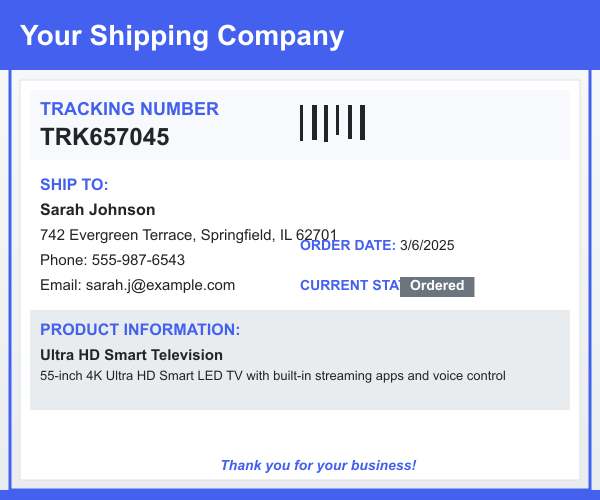 Your Shipping Company
TRACKING NUMBER
TRK657045
SHIP TO:
Sarah Johnson
742 Evergreen Terrace, Springfield, IL 62701
ORDER DATE: 3/6/2025
Phone: 555-987-6543
Email: sarah.j@example.com
CURRENT STA Ordered
PRODUCT INFORMATION:
Ultra HD Smart Television
55-inch 4K Ultra HD Smart LED TV with built-in streaming apps and voice control
Thank you for your business!